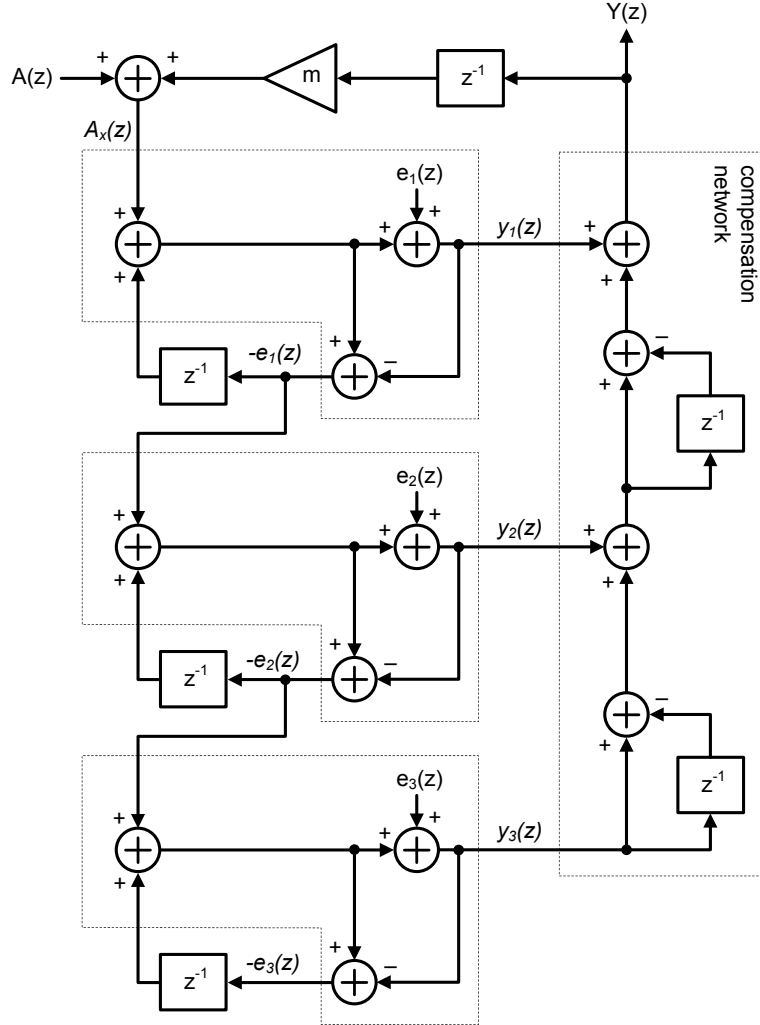 Y(z)
A(z)
+
+
m
z-1
Ax(z)
compensation
network
+
+
e1(z)
+
+
y1(z)
+
+
+
–
-e1(z)
z-1
–
+
z-1
+
+
e2(z)
+
+
y2(z)
+
+
+
–
-e2(z)
z-1
–
+
z-1
+
+
e3(z)
+
+
y3(z)
+
–
-e3(z)
z-1